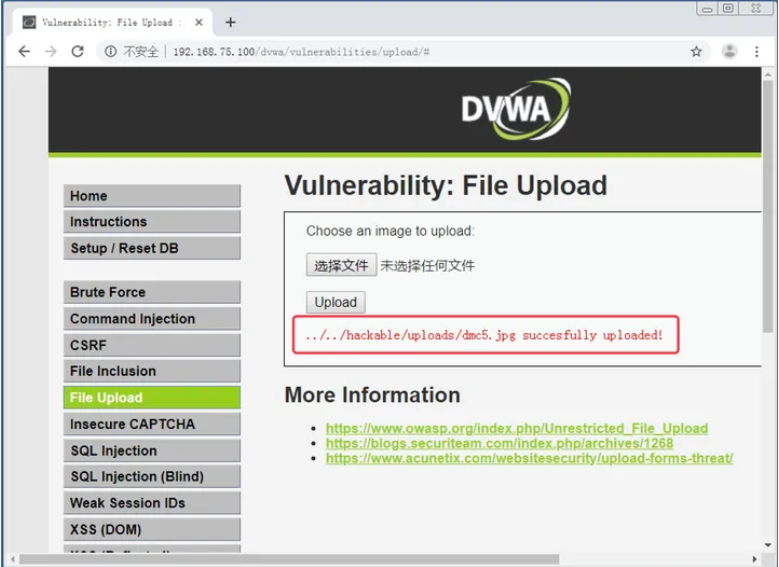 Vulnerability: File Upload ::
不安全 | 192.168.75.100/dvwa/vulnerabilities/upload/#
DVWA
Vulnerability: File Upload
Home
Instructions
Setup / Reset DB
Brute Force
Command Injection
CSRF
File Inclusion
File Upload
Insecure CAPTCHA
SQL Injection
SQL Injection (Blind)
Weak Session IDs
XSS (DOM)
Choose an image to upload:
选择文件 未选择任何文件
Upload
../../hackable/uploads/dmc5.jpg succesfully uploaded!
More Information
https://www.owasp.org/index.php/Unrestricted_File_Upload
https://blogs.securiteam.com/index.php/archives/1268
https://www.acunetix.com/websitesecurity/upload-forms-threat/